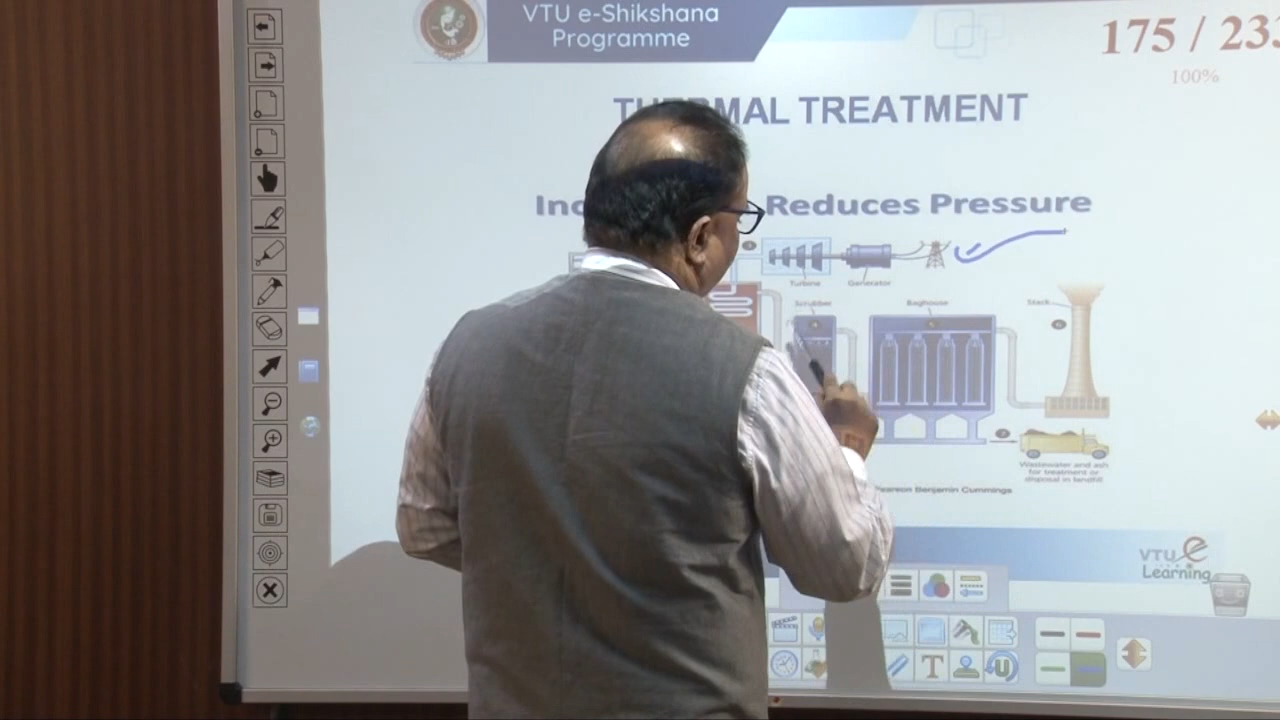 VTU e-Shikshana
Programme
175 / 233
100%
THERMAL TREATMENT
Reduces Pressure
Turbine
Generator
Scrubber
Baghouse
Stack
Wastewater and ash
for treatment or
disposal in landfill
Pearson Benjamin Cummings
VTU e
Learning
T
U